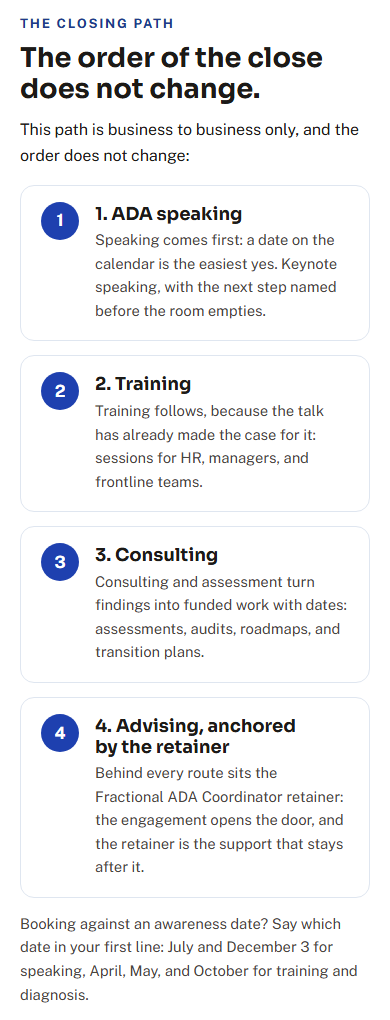 THE CLOSING PATH
The order of the close
does not change.
This path is business to business only, and the
order does not change:
1
1. ADA speaking
Speaking comes first: a date on the
calendar is the easiest yes. Keynote
speaking, with the next step named
before the room empties.
2
2. Training
Training follows, because the talk
has already made the case for it:
sessions for HR, managers, and
frontline teams.
3
3. Consulting
Consulting and assessment turn
findings into funded work with dates:
assessments, audits, roadmaps, and
transition plans.
4
4. Advising, anchored
by the retainer
Behind every route sits the
Fractional ADA Coordinator retainer:
the engagement opens the door, and
the retainer is the support that stays
after it.
Booking against an awareness date? Say which
date in your first line: July and December 3 for
speaking, April, May, and October for training and
diagnosis.